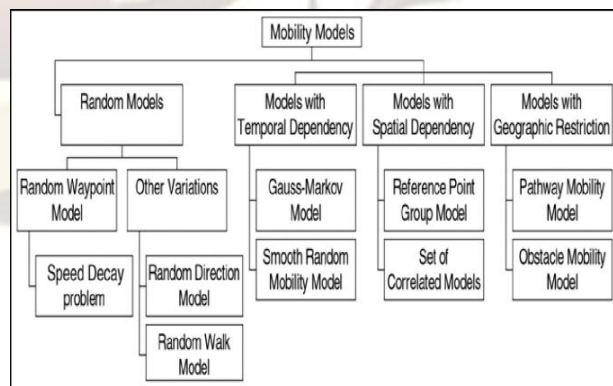 Mobility Models
Random Models
Models with
Temporal Dependency
Models with
Spatial Dependency
Models with
Geographic Restriction
Random Waypoint
Model
Other Variations
Gauss-Markov
Model
Reference Point
Group Model
Pathway Mobility
Model
Speed Decay
problem
Random Direction
Model
Smooth Random
Mobility Model
Set of
Correlated Models
Obstacle Mobility
Model
Random Walk
Model